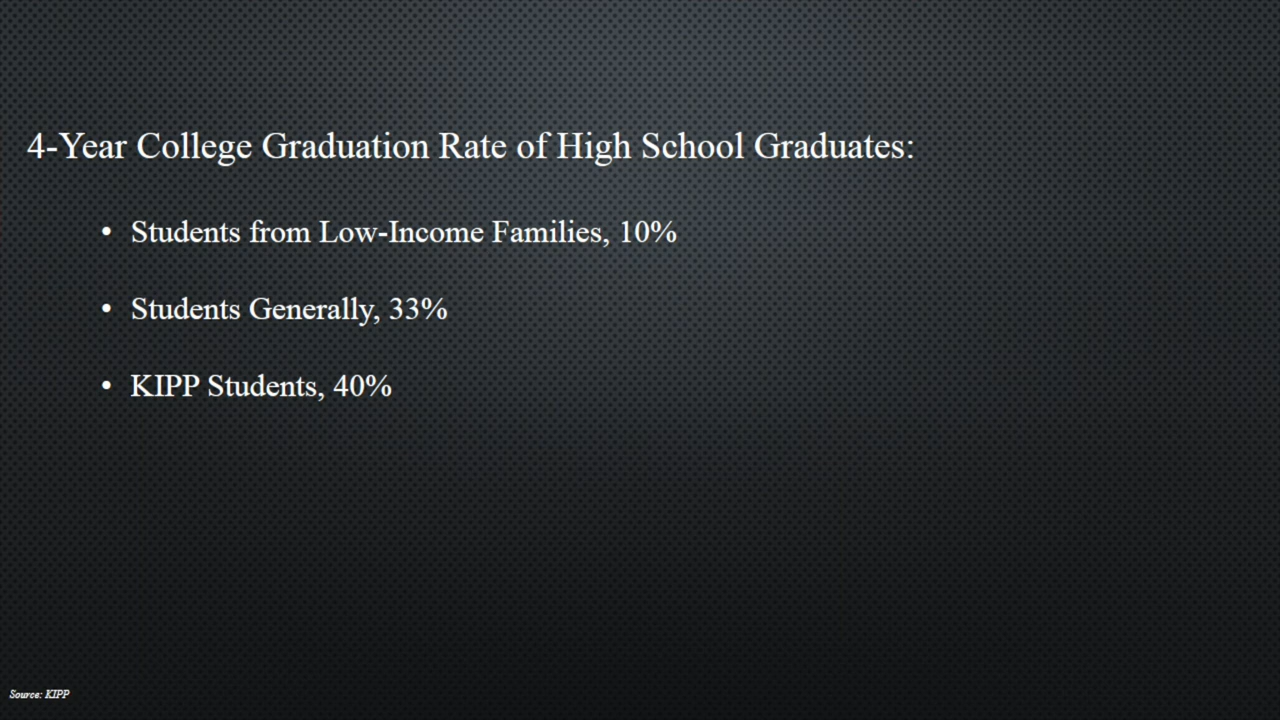 4-Year College Graduation Rate of High School Graduates:
• Students from Low-Income Families, 10%
• Students Generally, 33%
• KIPP Students, 40%
Source: KIPP